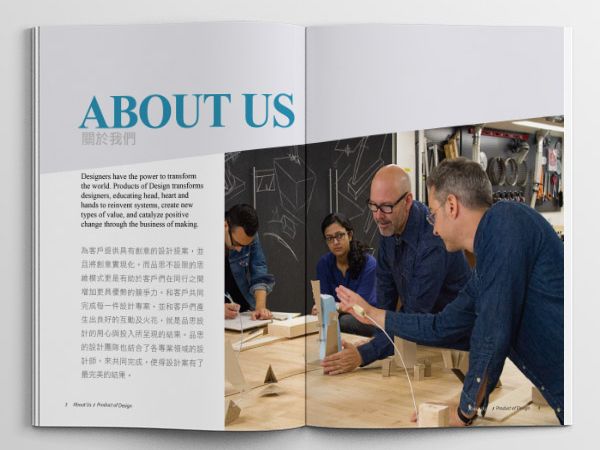 ABOUT US
關於我們
Designers have the power to transform
the world. Products of Design transforms
designers, educating head, heart and
hands to reinvent systems, create new
types of value, and catalyze positive
change through the business of making.
為客戶提供具有創意的設計提案，並
且將創意實現化。而品思不設限的思
維模式更是有助於客戶們在同行之間
增加更具優勢的競爭力。和客戶共同
完成每一件設計專案。並和客戶們產
生出良好的互動及火花。就是品思設
計的用心與投入所呈現的結果。品思
的設計團隊也結合了各專業領域的設
計師。來共同完成。使得設計案有了
最完美的結果。
About Us / Product of Design
/ Product of Design